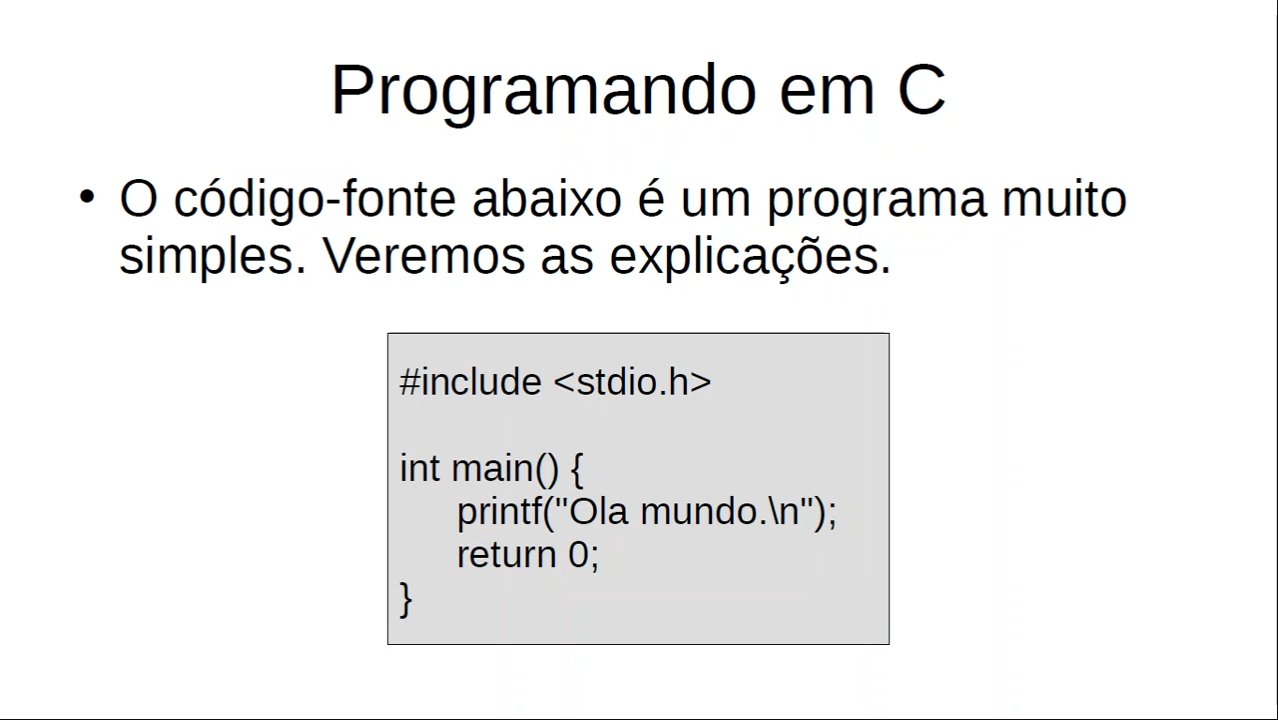 Programando em C
• O código-fonte abaixo é um programa muito
simples. Veremos as explicações.
#include <stdio.h>
int main() {
printf("Ola mundo.\n");
return 0;
}